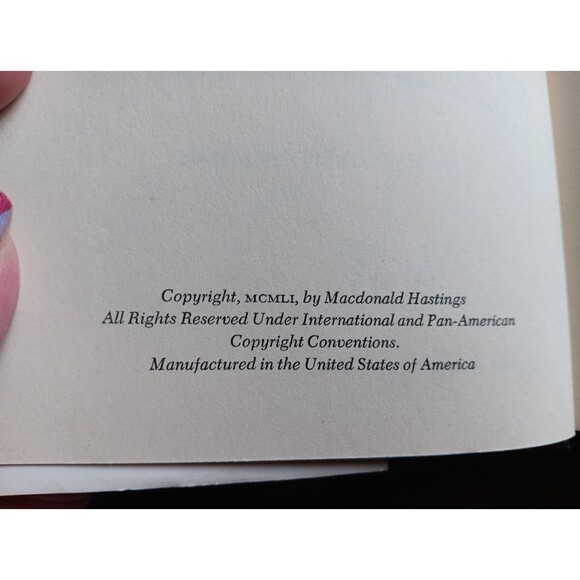 Copyright, MCMLI, by Macdonald Hastings
All Rights Reserved Under International and Pan-American
Copyright Conventions.
Manufactured in the United States of America